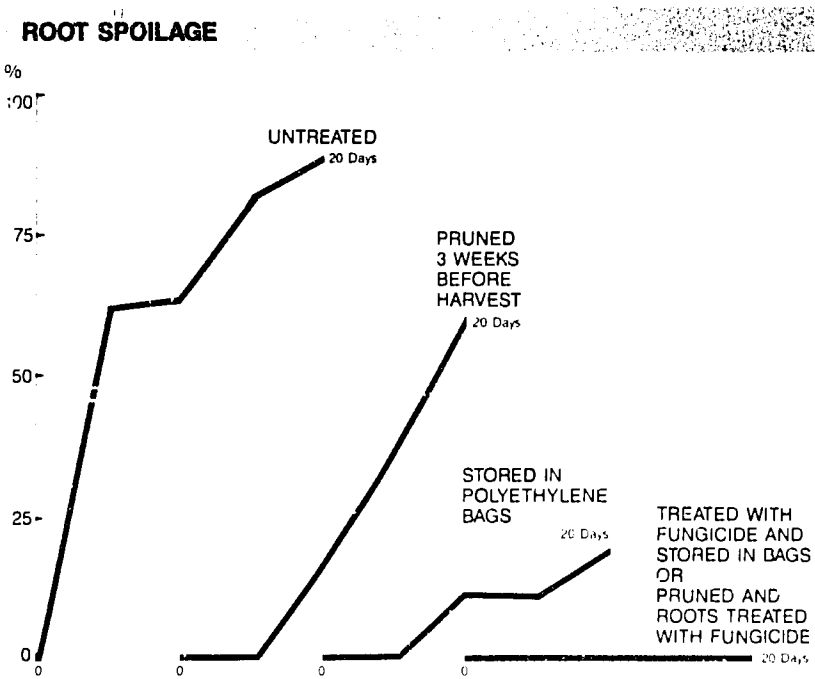 ROOT SPOILAGE
%
100
UNTREATED
20 Days
75
PRUNED
3 WEEKS
BEFORE
HARVEST
20 Days
50
STORED IN
POLYETHYLENE
BAGS
20 Days
25
TREATED WITH
FUNGICIDE AND
STORED IN BAGS
OR
PRUNED AND
ROOTS TREATED
WITH FUNGICIDE
20 Days
0
0
0
0
0